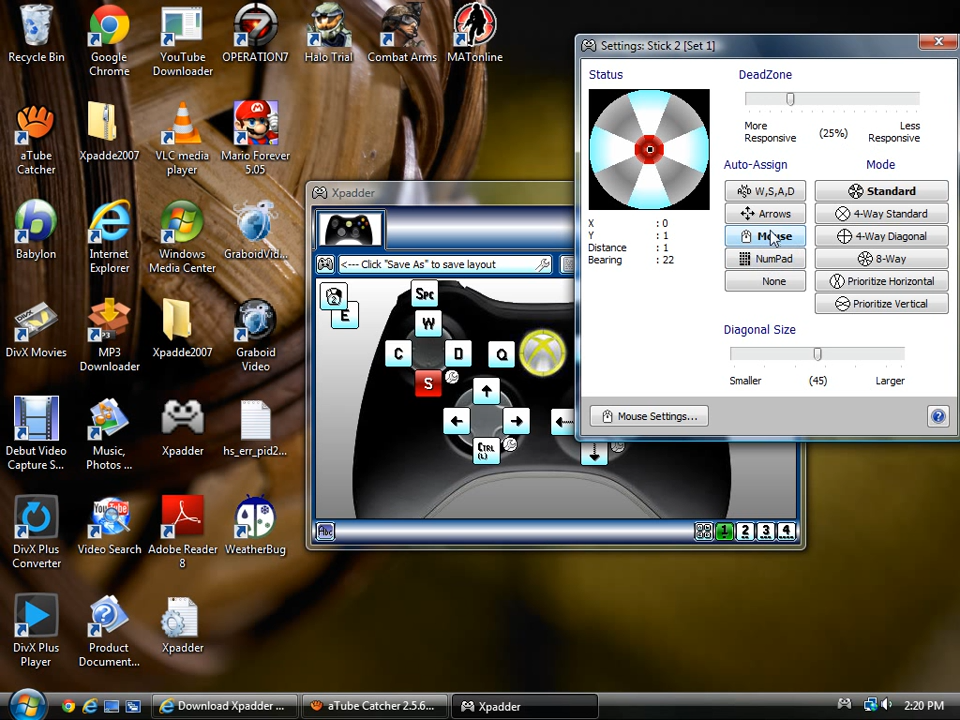 Recycle Bin
Google Chrome
YouTube Downloader
OPERATION7
Halo Trial
Combat Arms
MATonline
aTube Catcher
Xpadde2007
VLC media player
Mario Forever 5.05
Babylon
Internet Explorer
Windows Media Center
GraboidVid...
DivX Movies
MP3 Downloader
Xpadde2007
Graboid Video
Debut Video Capture S...
Music, Photos ...
Xpadder
hs_err_pid2...
DivX Plus Converter
Video Search
Adobe Reader 8
WeatherBug
DivX Plus Player
Product Document...
Xpadder
Xpadder
<--- Click "Save As" to save layout
2
E
SPC
W
C
D
Q
S
CTRL (L)
Abc
1 2 3 4
Settings: Stick 2 [Set 1]
Status
X : 0
Y : 1
Distance : 1
Bearing : 22
DeadZone
More Responsive
(25%)
Less Responsive
Auto-Assign
W,S,A,D
Arrows
Mouse
NumPad
None
Mode
Standard
4-Way Standard
4-Way Diagonal
8-Way
Prioritize Horizontal
Prioritize Vertical
Diagonal Size
Smaller
(45)
Larger
Mouse Settings...
Download Xpadder ...
aTube Catcher 2.5.6...
Xpadder
2:20 PM